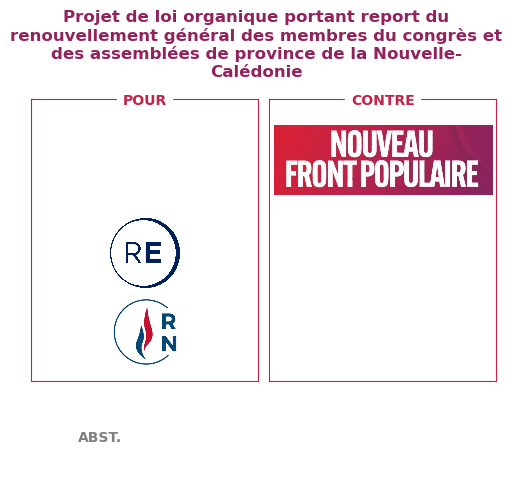 Projet de loi organique portant report du
renouvellement général des membres du congrès et
des assemblées de province de la Nouvelle-
Calédonie
POUR
CONTRE
NOUVEAU
FRONT POPULAIRE
RE
R
N
ABST.